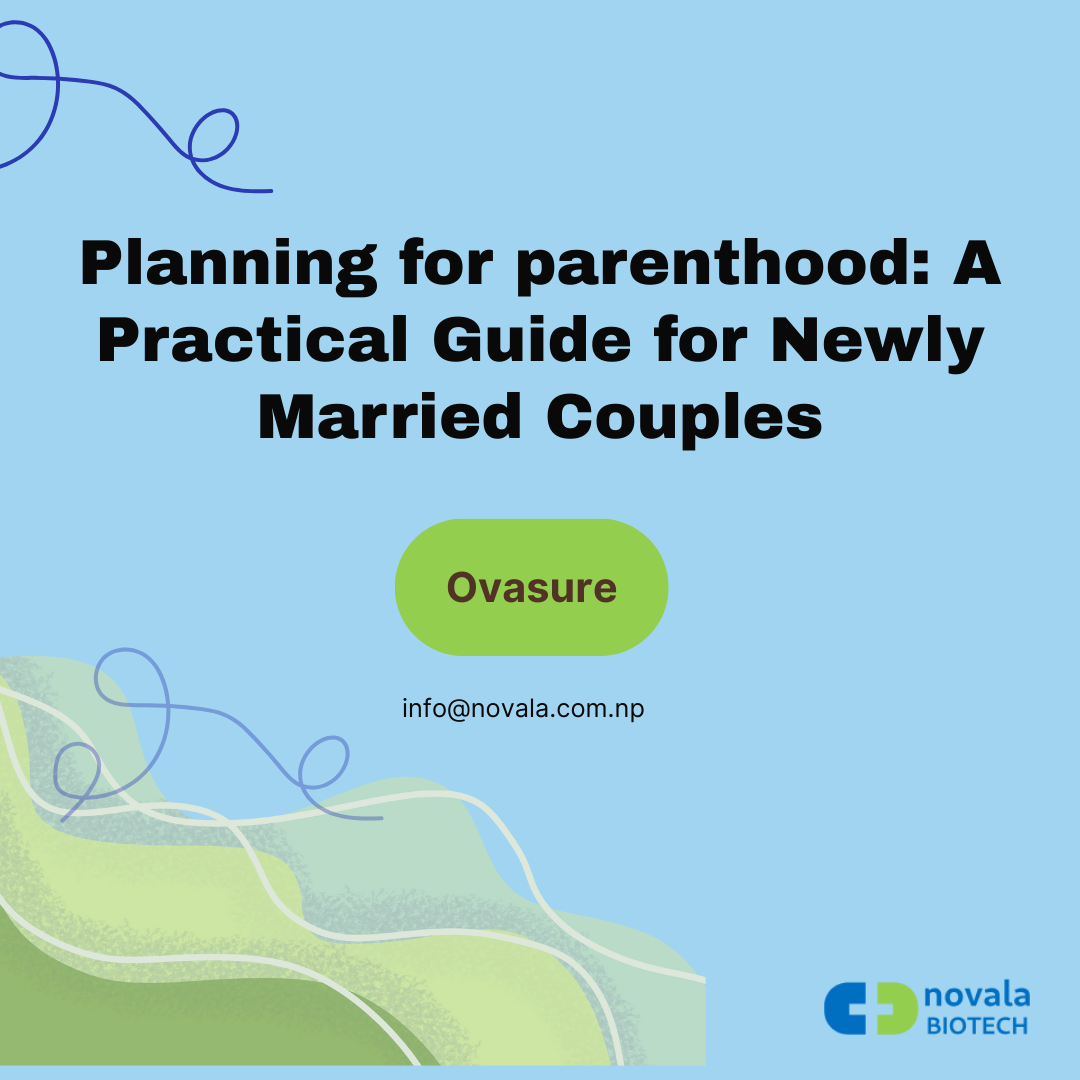 Planning for parenthood: A
Practical Guide for Newly
Married Couples
Ovasure
info@novala.com.np
novala
BIOTECH